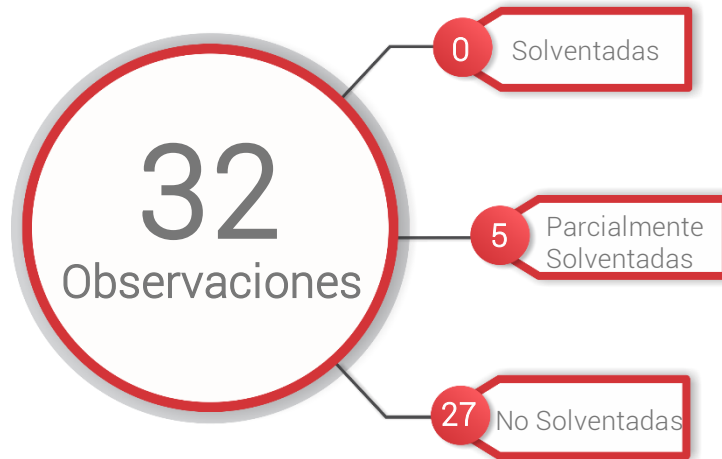 32
Observaciones
0
Solventadas
5
Parcialmente
Solventadas
27
No Solventadas